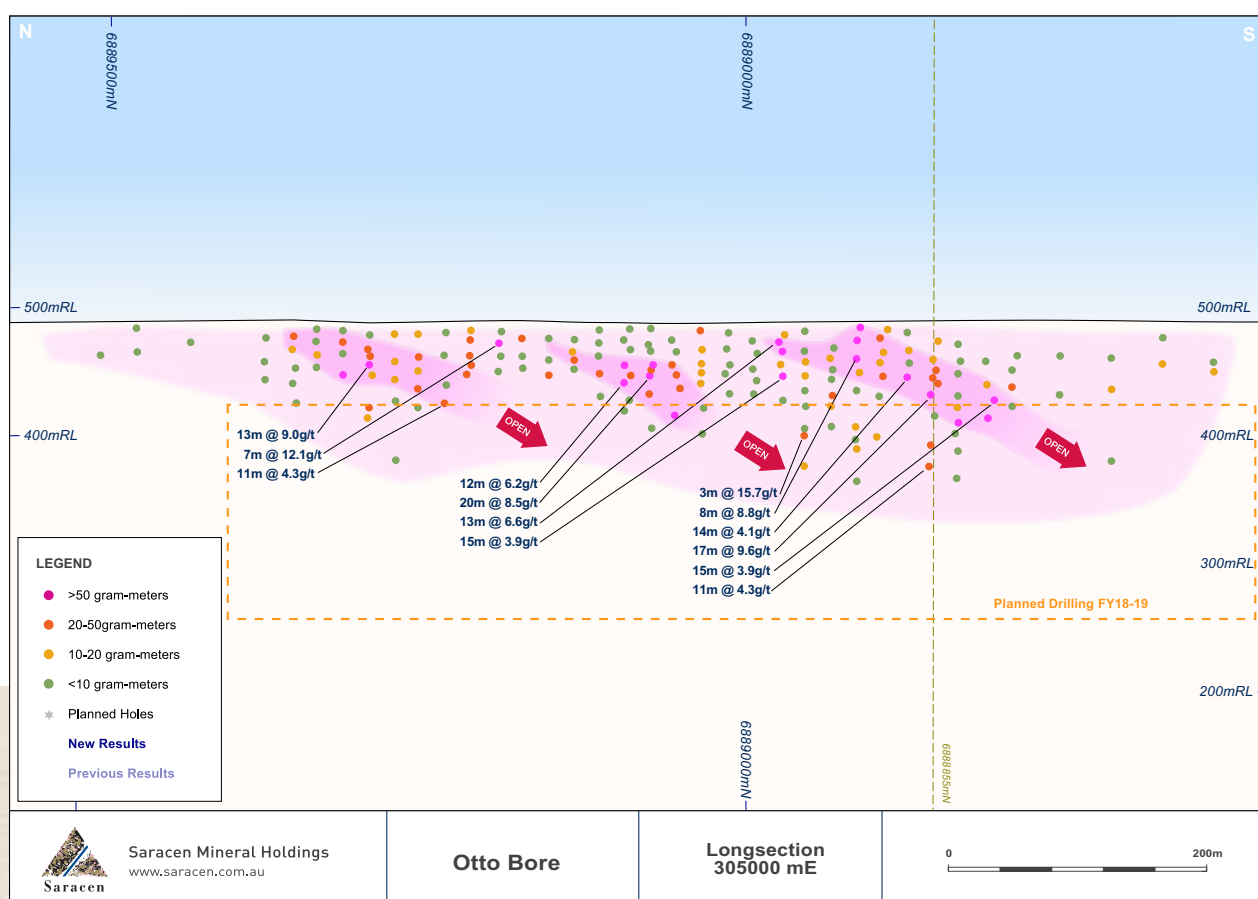 N
S
6889500mN
6889000mN
500mRL
500mRL
400mRL
400mRL
300mRL
200mRL
OPEN
OPEN
OPEN
13m @ 9.0g/t
7m @ 12.1g/t
11m @ 4.3g/t
12m @ 6.2g/t
20m @ 8.5g/t
13m @ 6.6g/t
15m @ 3.9g/t
3m @ 15.7g/t
8m @ 8.8g/t
14m @ 4.1g/t
17m @ 9.6g/t
15m @ 3.9g/t
11m @ 4.3g/t
Planned Drilling FY18-19
LEGEND
>50 gram-meters
20-50gram-meters
10-20 gram-meters
<10 gram-meters
Planned Holes
New Results
Previous Results
6889000mN
6888855mN
Saracen
Saracen Mineral Holdings
www.saracen.com.au
Otto Bore
Longsection
305000 mE
0
200m